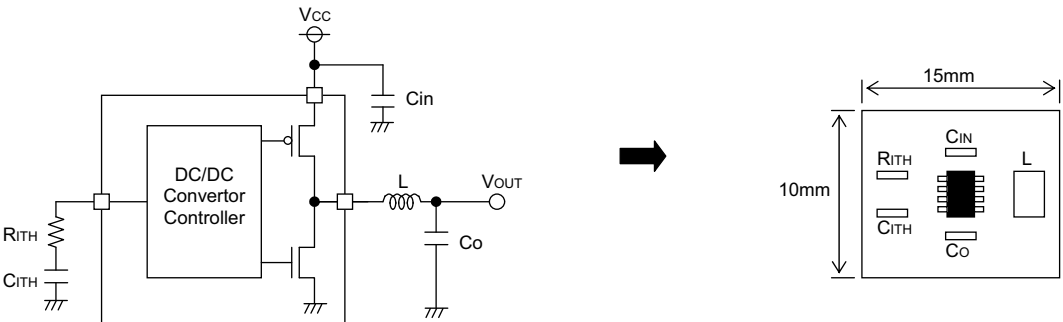 VCC
Cin
DC/DC
Convertor
Controller
L
VOUT
RITH
CITH
Co
15mm
10mm
CIN
RITH
L
CITH
CO